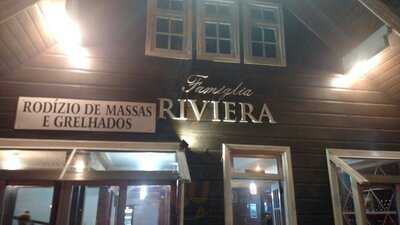 Famiglia
RIVIERA
RODÍZIO DE MASSAS
E GRELHADOS